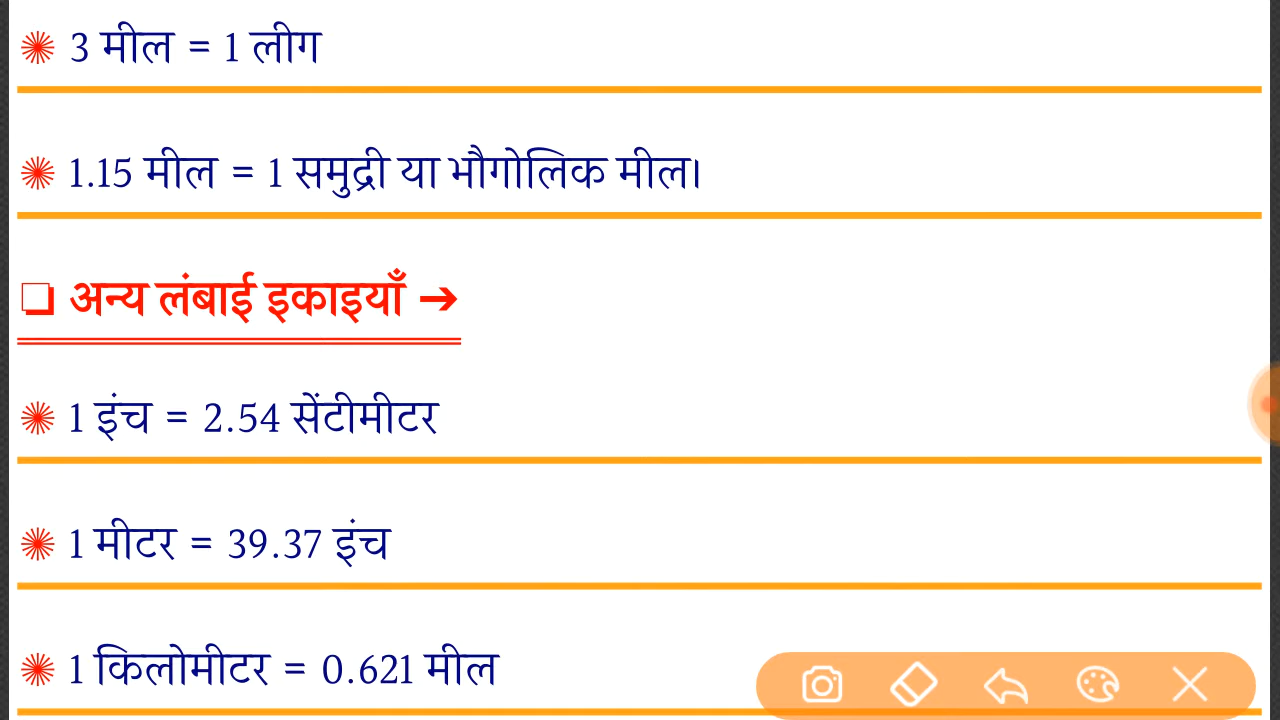 3 मील = 1 लीग
1.15 मील = 1 समुद्री या भौगोलिक मील।
❏ अन्य लंबाई इकाइयाँ ➔
1 इंच = 2.54 सेंटीमीटर
1 मीटर = 39.37 इंच
1 किलोमीटर = 0.621 मील